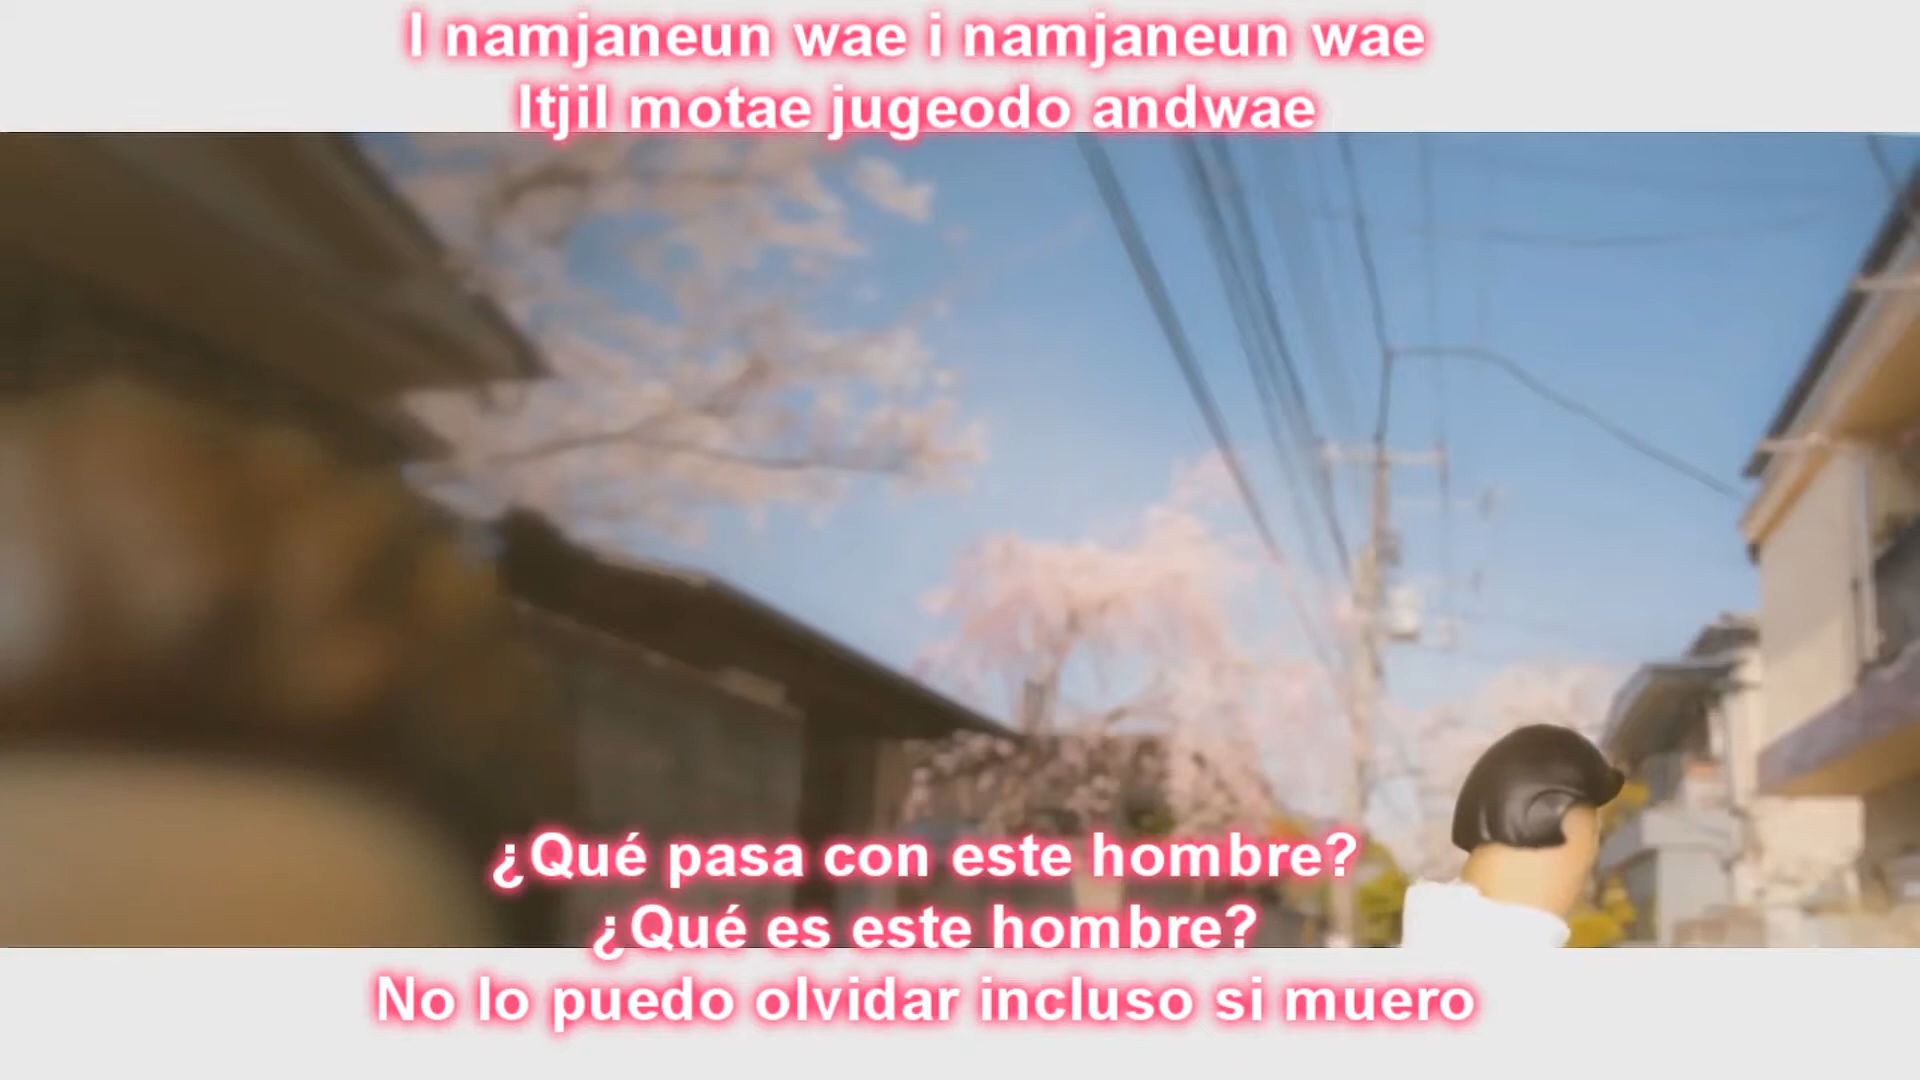 I namjaneun wae i namjaneun wae
Itjil motae jugeodo andwae
¿Qué pasa con este hombre?
¿Qué es este hombre?
No lo puedo olvidar incluso si muero